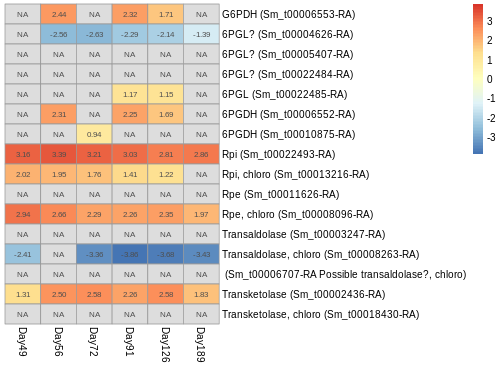 NA 2.44 NA 2.32 1.71 NA G6PDH (Sm_t00006553-RA)
NA -2.56 -2.63 -2.29 -2.14 -1.39 6PGL? (Sm_t00004626-RA)
NA NA NA NA NA NA 6PGL? (Sm_t00005407-RA)
NA NA NA NA NA NA 6PGL? (Sm_t00022484-RA)
NA NA NA 1.17 1.15 NA 6PGL (Sm_t00022485-RA)
NA 2.31 NA 2.25 1.69 NA 6PGDH (Sm_t00006552-RA)
NA NA 0.94 NA NA NA 6PGDH (Sm_t00010875-RA)
3.16 3.39 3.21 3.03 2.81 2.86 Rpi (Sm_t00022493-RA)
2.02 1.95 1.76 1.41 1.22 NA Rpi, chloro (Sm_t00013216-RA)
NA NA NA NA NA NA Rpe (Sm_t00011626-RA)
2.94 2.66 2.29 2.26 2.35 1.97 Rpe, chloro (Sm_t00008096-RA)
NA NA NA NA NA NA Transaldolase (Sm_t00003247-RA)
-2.41 NA -3.36 -3.43 Transaldolase, chloro (Sm_t00008263-RA)
NA NA NA NA NA NA (Sm_t00006707-RA Possible transaldolase?, chloro)
1.31 2.50 2.58 2.26 2.58 1.83 Transketolase (Sm_t00002436-RA)
NA NA NA NA NA NA Transketolase, chloro (Sm_t00018430-RA)
Day49 Day56 Day72 Day91 Day126 Day189
3
2
1
0
-1
-2
-3